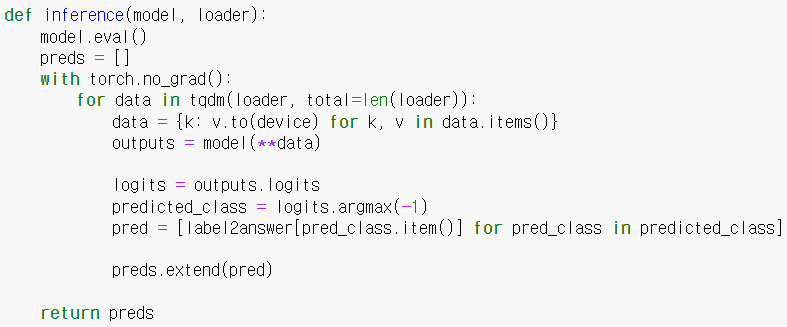 def inference(model, loader):
    model.eval()
    preds = []
    with torch.no_grad():
        for data in tqdm(loader, total=len(loader)):
            data = {k: v.to(device) for k, v in data.items()}
            outputs = model(**data)

            logits = outputs.logits
            predicted_class = logits.argmax(-1)
            pred = [label2answer[pred_class.item()] for pred_class in predicted_class]

            preds.extend(pred)

    return preds